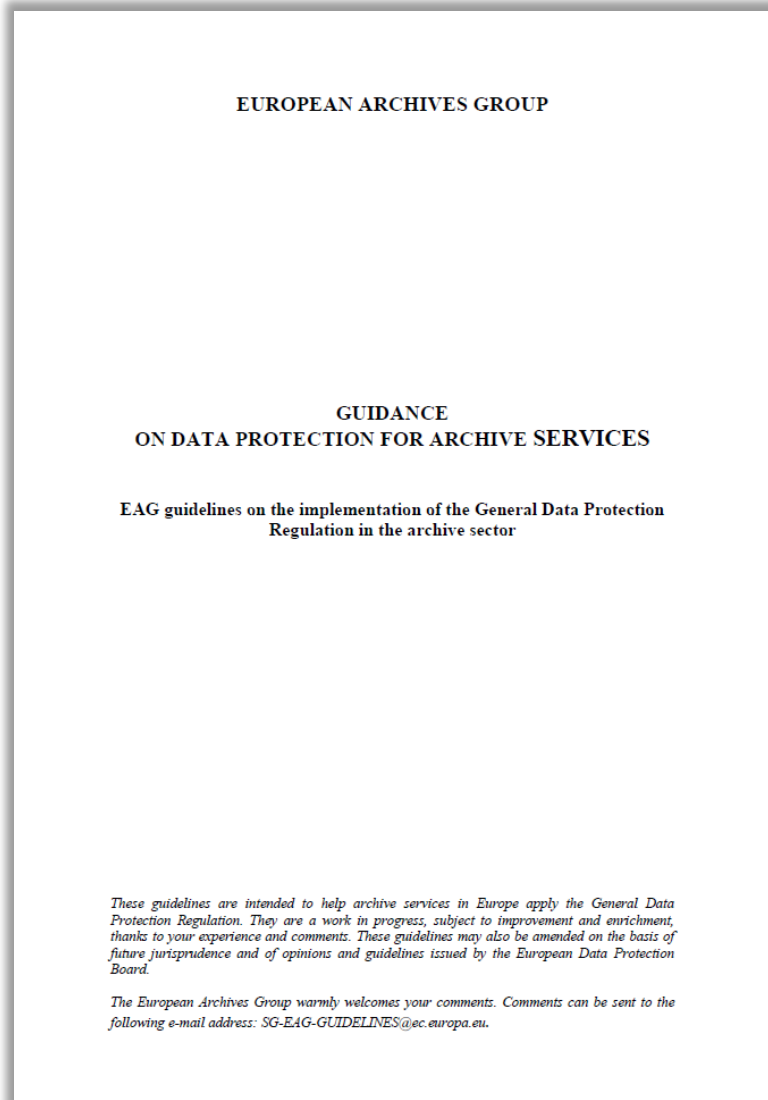 EUROPEAN ARCHIVES GROUP
GUIDANCE
ON DATA PROTECTION FOR ARCHIVE SERVICES
EAG guidelines on the implementation of the General Data Protection
Regulation in the archive sector
These guidelines are intended to help archive services in Europe apply the General Data
Protection Regulation. They are a work in progress, subject to improvement and enrichment,
thanks to your experience and comments. These guidelines may also be amended on the basis of
future jurisprudence and of opinions and guidelines issued by the European Data Protection
Board.
The European Archives Group warmly welcomes your comments. Comments can be sent to the
following e-mail address: SG-EAG-GUIDELINES@ec.europa.eu.